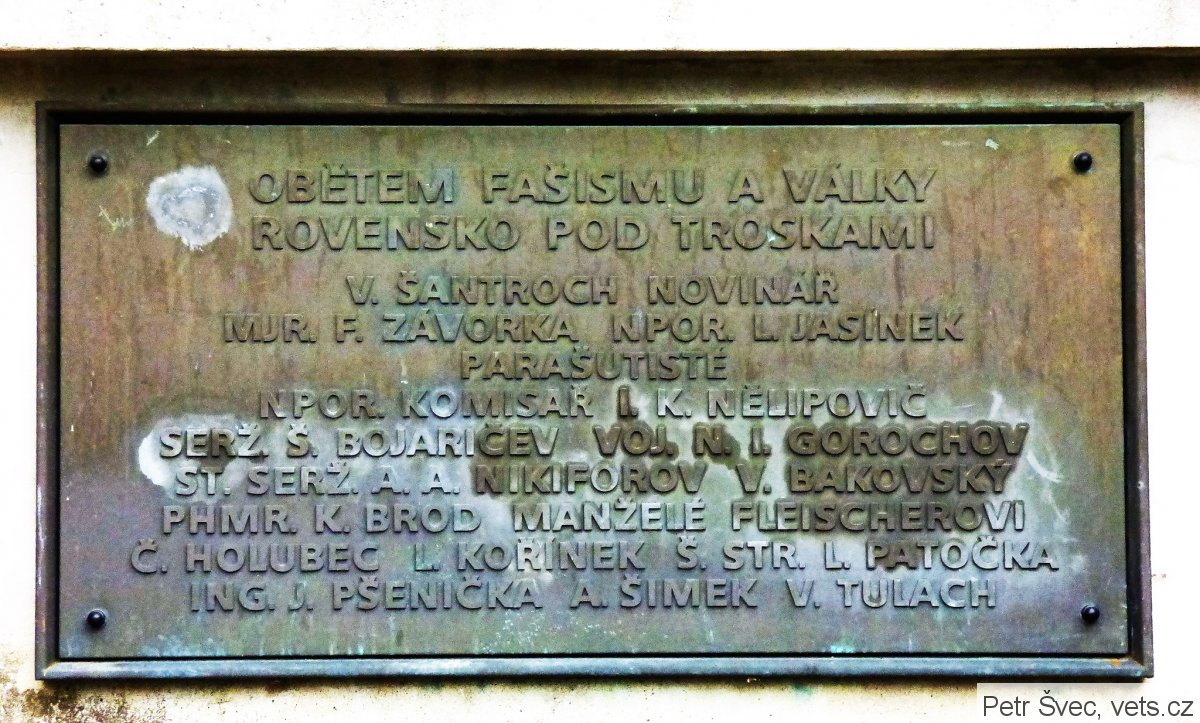 OBĚTEM FAŠISMU A VÁLKY
ROVENSKO POD TROSKAMI
V. ŠANTROCH NOVINÁŘ
MJR. F. ZÁVORKA NPOR. L. JASÍNEK
PARAŠUTISTÉ
NPOR. KOMISAŘ I. K. NĚLIPOVIČ
SERŽ. Š. BOJARIČEV VOJ. N. I. GOROCHOV
ST. SERŽ. A. A. NIKIFÓROV V. BAKOVSKÝ
PHMR. K. BROD MANŽELÉ FLEISCHEROVI
Č. HOLUBEC L. KOŘÍNEK Š. STR. L. PATOČKA
ING. J. PŠENIČKA A. ŠIMEK V. TULACH
Petr Švec, vets.cz